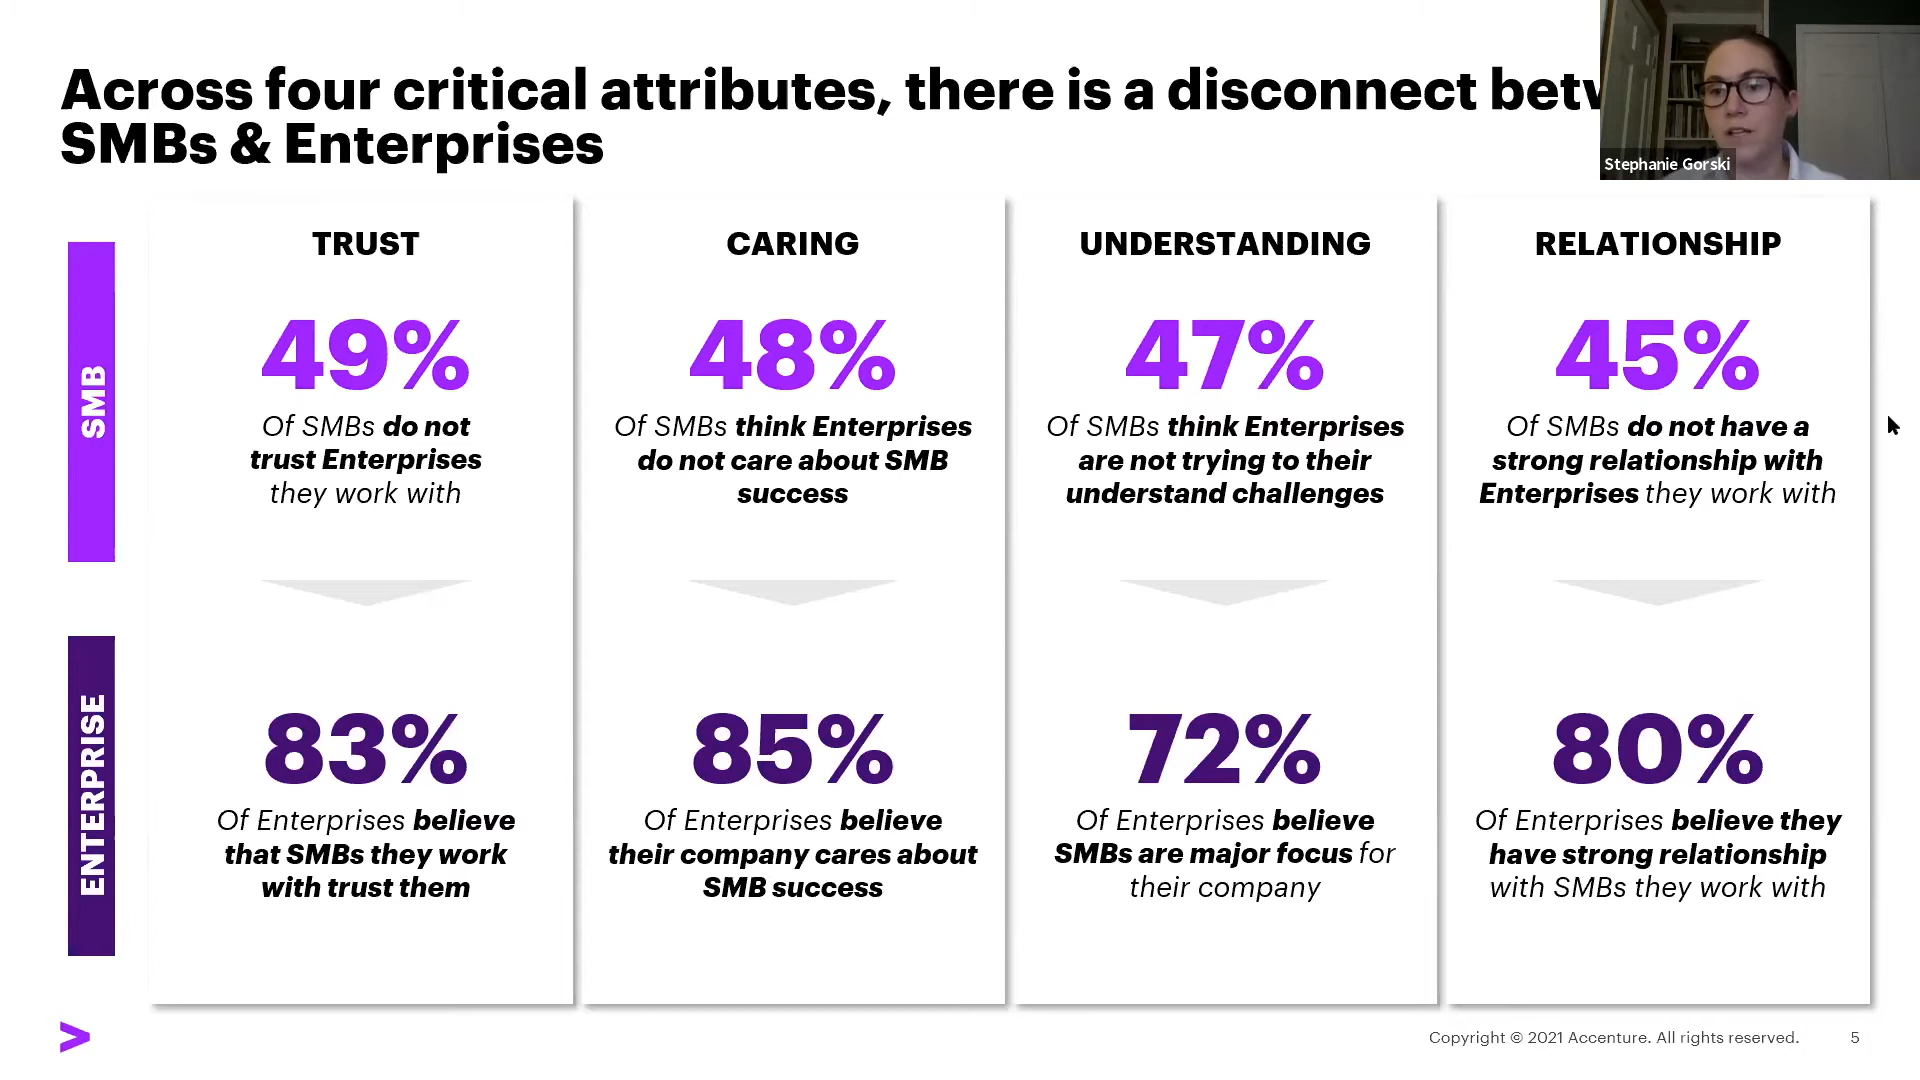 Across four critical attributes, there is a disconnect
SMBs & Enterprises
Stephanie Gorski
SMB
TRUST
49%
Of SMBs do not
trust Enterprises
they work with
CARING
48%
Of SMBs think Enterprises
do not care about SMB
success
UNDERSTANDING
47%
Of SMBs think Enterprises
are not trying to their
understand challenges
RELATIONSHIP
45%
Of SMBs do not have a
strong relationship with
Enterprises they work with
ENTERPRISE
83%
Of Enterprises believe
that SMBs they work
with trust them
85%
Of Enterprises believe
their company cares about
SMB success
72%
Of Enterprises believe
SMBs are major focus for
their company
80%
Of Enterprises believe they
have strong relationship
with SMBs they work with
Copyright © 2021 Accenture. All rights reserved.
5